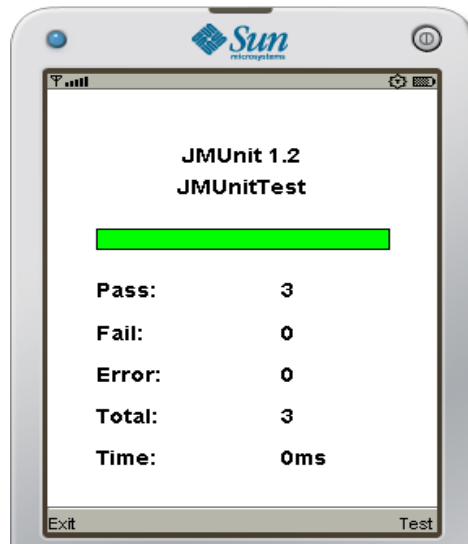 Sun
microsystems
JMUnit 1.2
JMUnitTest
Pass: 3
Fail: 0
Error: 0
Total: 3
Time: 0ms
Exit Test